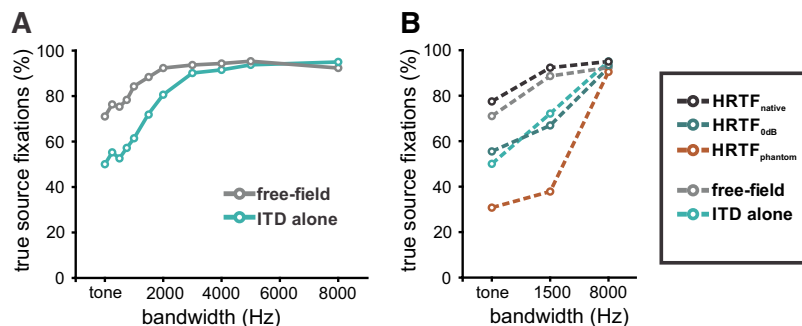 A
true source fixations (%)
100
80
60
40
20
0
free-field
ITD alone
tone 2000 4000 6000 8000
bandwidth (Hz)
B
true source fixations (%)
100
80
60
40
20
0
tone 1500 8000
bandwidth (Hz)
HRTFnative
HRTF0dB
HRTFphantom
free-field
ITD alone